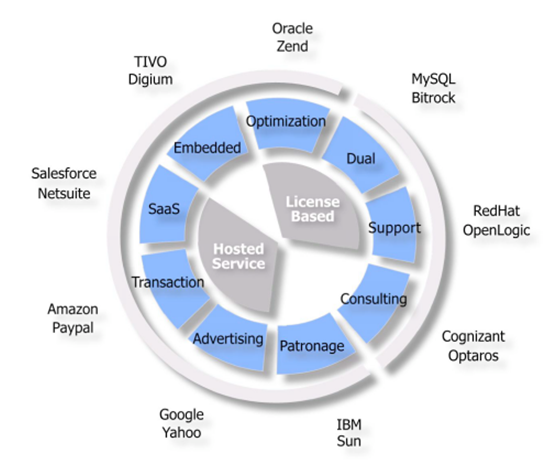 Oracle
Zend
TIVO
Digium
MySQL
Bitrock
Optimization
Embedded
Dual
Salesforce
Netsuite
SaaS
License
Based
Support
RedHat
OpenLogic
Hosted
Service
Transaction
Consulting
Amazon
Paypal
Advertising
Patronage
Cognizant
Optaros
Google
Yahoo
IBM
Sun